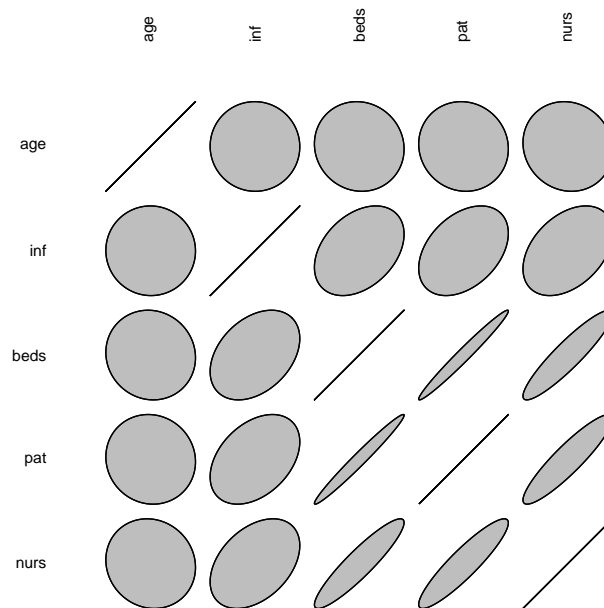 age inf beds pat nurs
age
inf
beds
pat
nurs